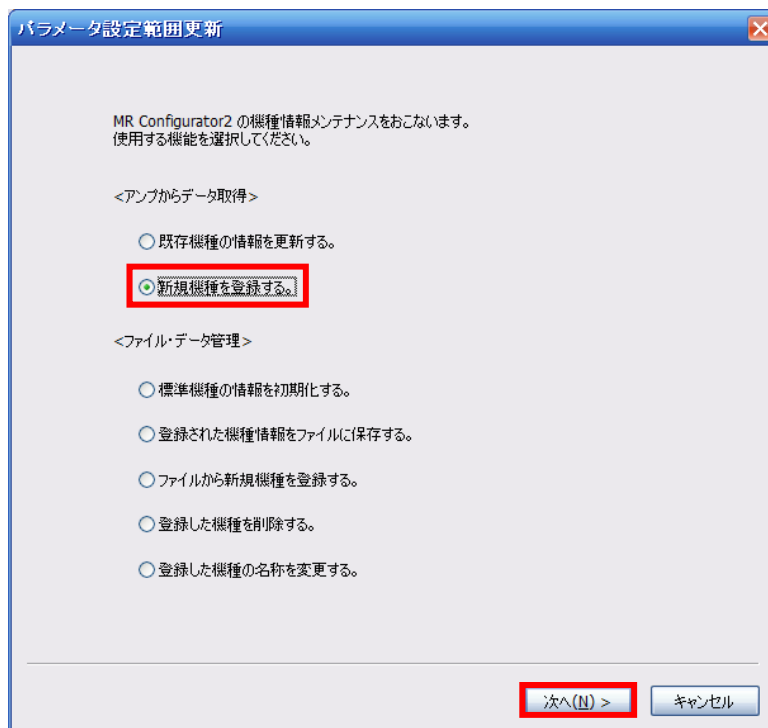 パラメータ設定範囲更新
MR Configurator2 の機種情報メンテナンスをおこないます。
使用する機能を選択してください。
<アンプからデータ取得>
既存機種の情報を更新する。
新規機種を登録する。
<ファイル・データ管理>
標準機種の情報を初期化する。
登録された機種情報をファイルに保存する。
ファイルから新規機種を登録する。
登録した機種を削除する。
登録した機種の名称を変更する。
次へ(N) > キャンセル